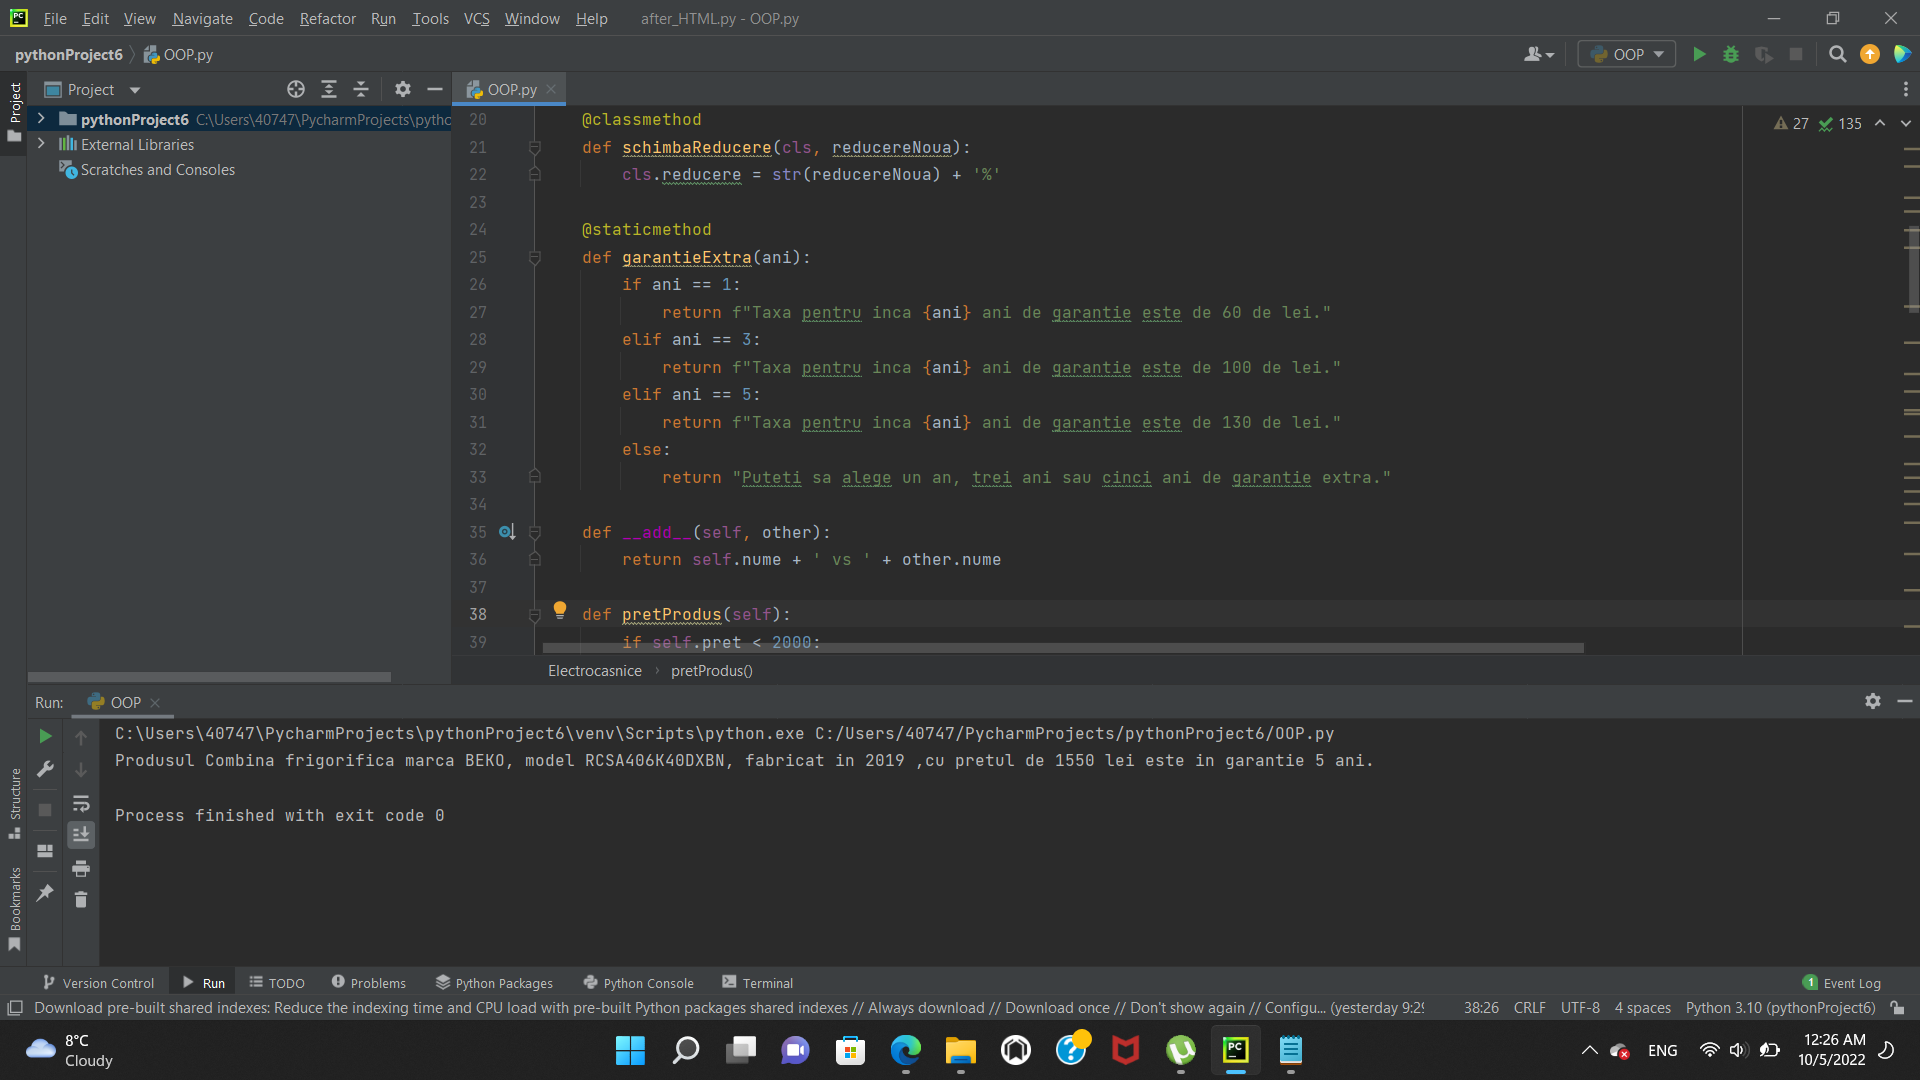 File Edit View Navigate Code Refactor Run Tools VCS Window Help after_HTML.py - OOP.py
pythonProject6 OOP.py OOP
Project
Project OOP.py
pythonProject6 C:\Users\40747\PycharmProjects\pytho
External Libraries
Scratches and Consoles
27 135
20 @classmethod
21 def schimbaReducere(cls, reducereNoua):
22 cls.reducere = str(reducereNoua) + '%'
23
24 @staticmethod
25 def garantieExtra(ani):
26 if ani == 1:
27 return f"Taxa pentru inca {ani} ani de garantie este de 60 de lei."
28 elif ani == 3:
29 return f"Taxa pentru inca {ani} ani de garantie este de 100 de lei."
30 elif ani == 5:
31 return f"Taxa pentru inca {ani} ani de garantie este de 130 de lei."
32 else:
33 return "Puteti sa alege un an, trei ani sau cinci ani de garantie extra."
34
35 def __add__(self, other):
36 return self.nume + ' vs ' + other.nume
37
38 def pretProdus(self):
39 if self.pret < 2000:
Electrocasnice pretProdus()
Run: OOP
C:\Users\40747\PycharmProjects\pythonProject6\venv\Scripts\python.exe C:/Users/40747/PycharmProjects/pythonProject6/OOP.py
Produsul Combina frigorifica marca BEKO, model RCSA406K40DXBN, fabricat in 2019 ,cu pretul de 1550 lei este in garantie 5 ani.
Process finished with exit code 0
Structure
Bookmarks
Version Control Run TODO Problems Python Packages Python Console Terminal 1 Event Log
Download pre-built shared indexes: Reduce the indexing time and CPU load with pre-built Python packages shared indexes // Always download // Download once // Don't show again // Configu... (yesterday 9:29 38:26 CRLF UTF-8 4 spaces Python 3.10 (pythonProject6)
8°C
Cloudy
PC
ENG
12:26 AM
10/5/2022